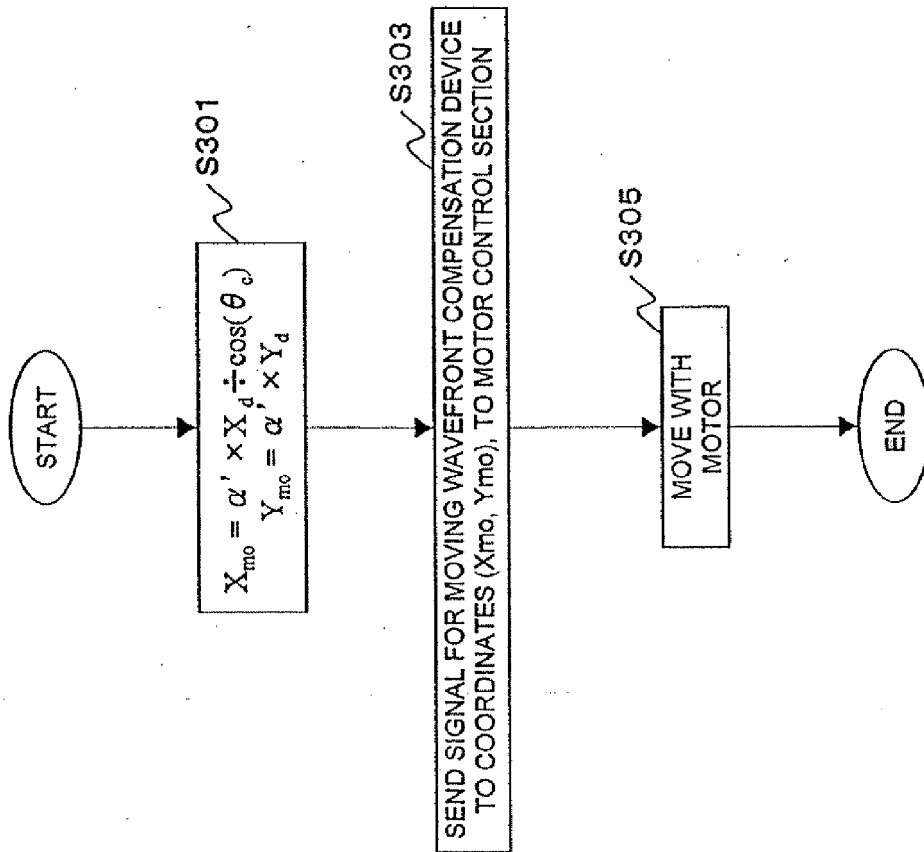 START
S301
X_mo = α' × X_d ÷ cos(θ_c)
Y_mo = α' × Y_d
S303
SEND SIGNAL FOR MOVING WAVEFRONT COMPENSATION DEVICE
TO COORDINATES (Xmo, Ymo), TO MOTOR CONTROL SECTION
S305
MOVE WITH
MOTOR
END